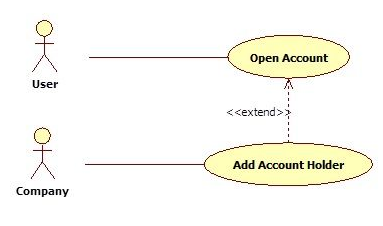 Open Account
User
<<extend>>
Add Account Holder
Company